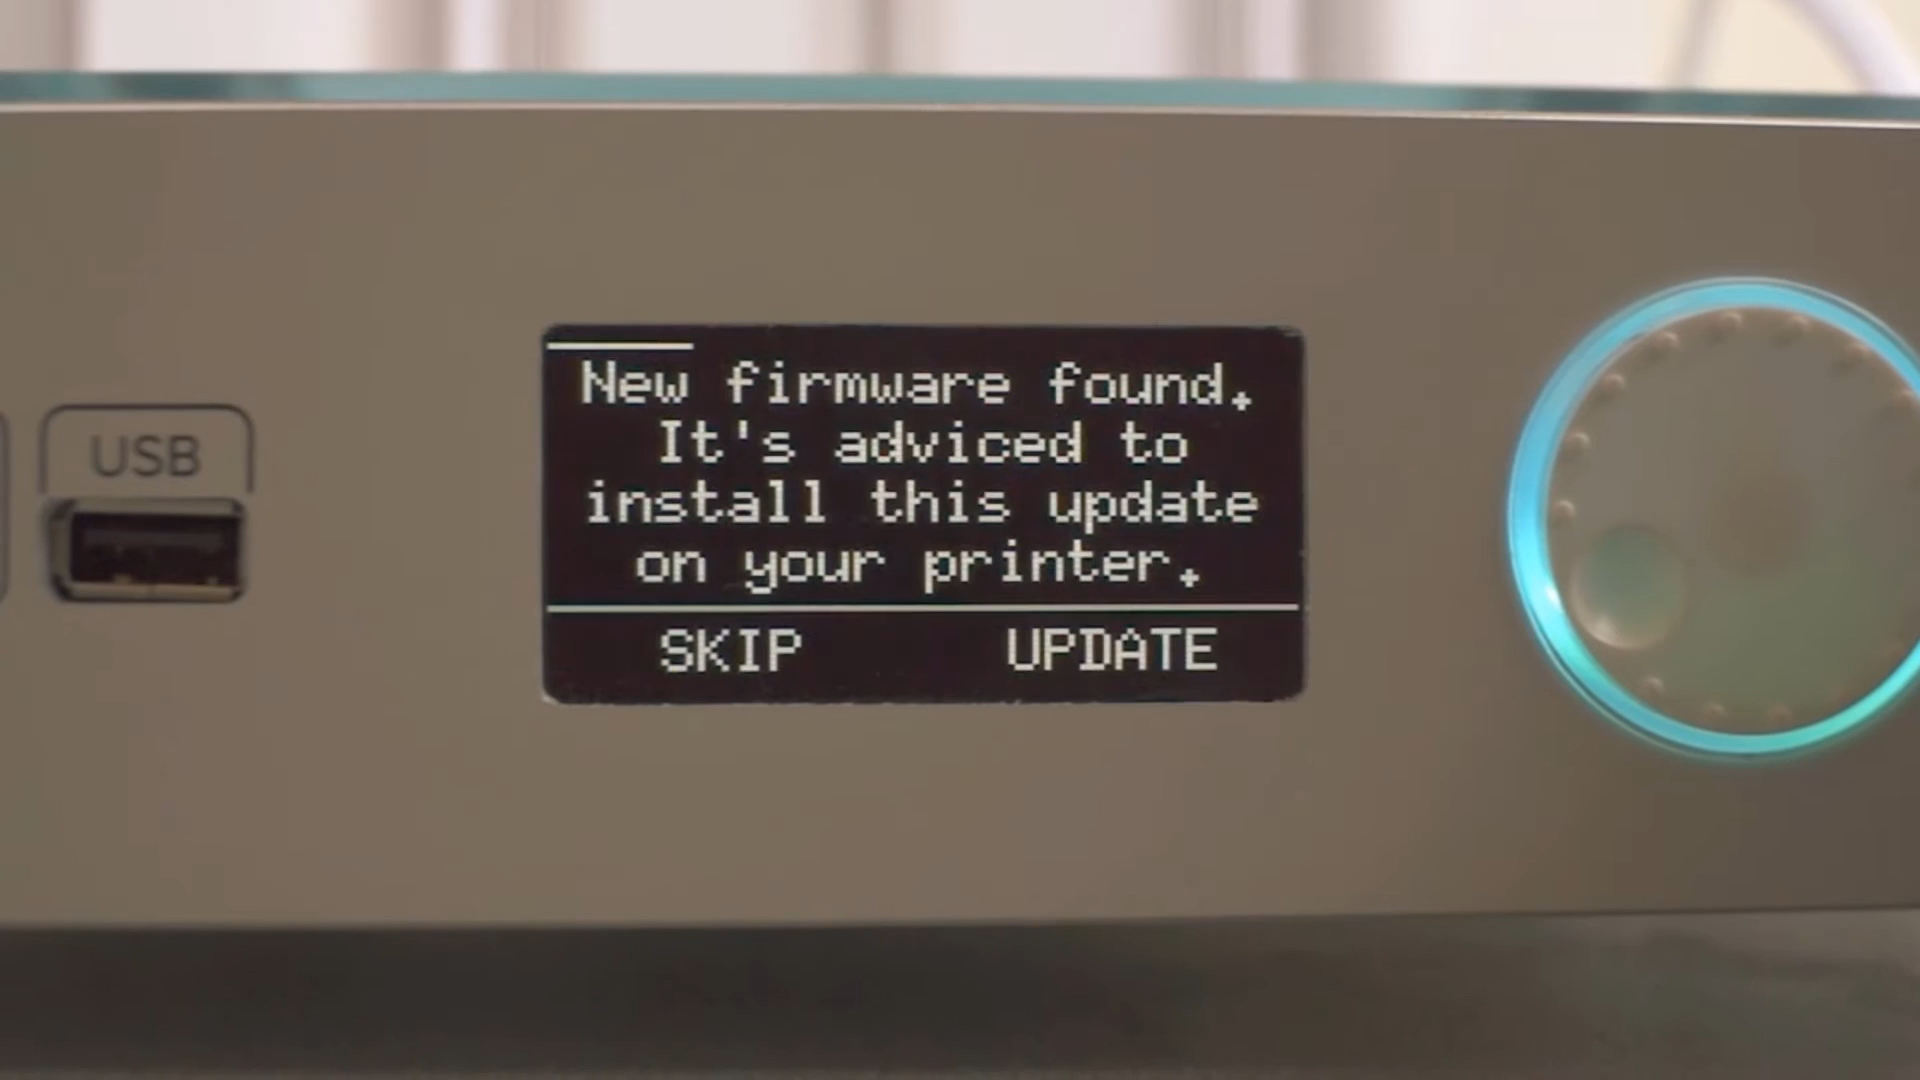 USB
New firmware found.
It's adviced to
install this update
on your printer.
SKIP UPDATE